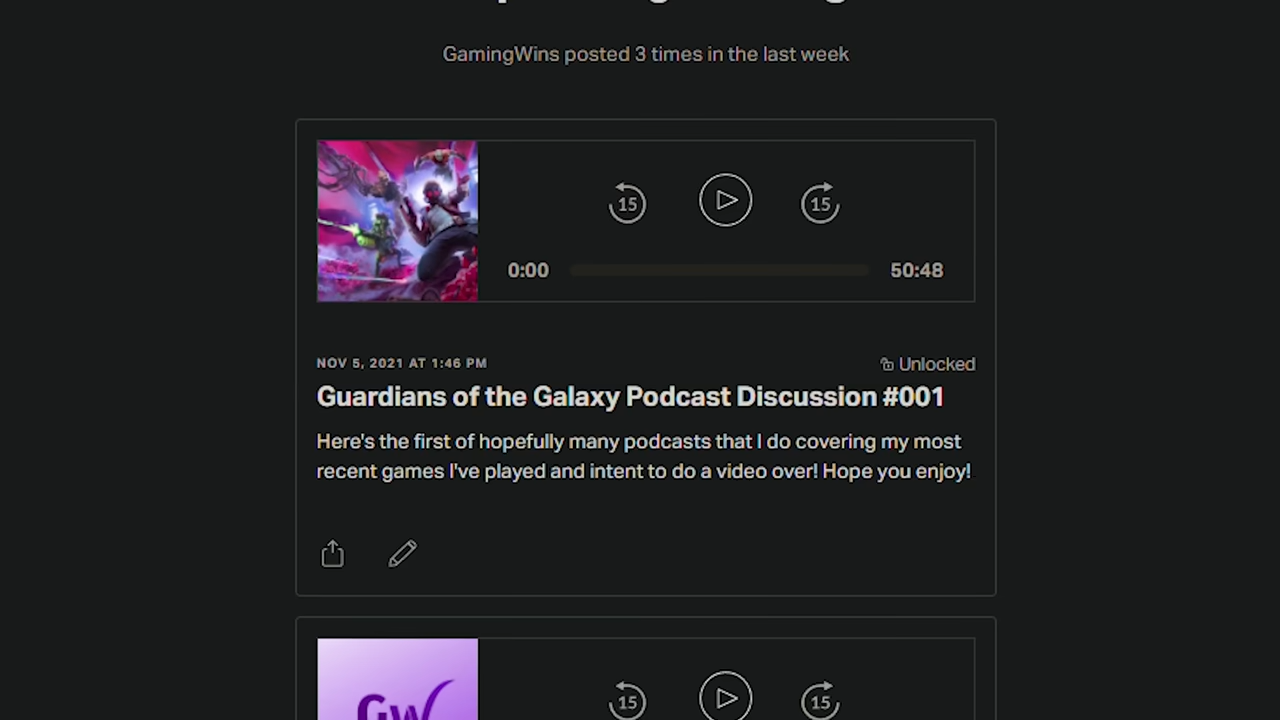 GamingWins posted 3 times in the last week
15
15
0:00
50:48
NOV 5, 2021 AT 1:46 PM
Unlocked
Guardians of the Galaxy Podcast Discussion #001
Here's the first of hopefully many podcasts that I do covering my most
recent games I've played and intent to do a video over! Hope you enjoy!
GW
15
15